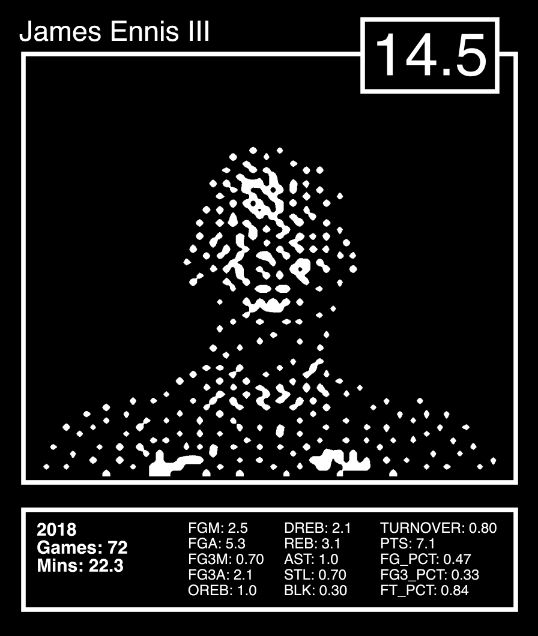 James Ennis III
14.5
2018
Games: 72
Mins: 22.3
FGM: 2.5
FGA: 5.3
FG3M: 0.70
FG3A: 2.1
OREB: 1.0
DREB: 2.1
REB: 3.1
AST: 1.0
STL: 0.70
BLK: 0.30
TURNOVER: 0.80
PTS: 7.1
FG_PCT: 0.47
FG3_PCT: 0.33
FT_PCT: 0.84